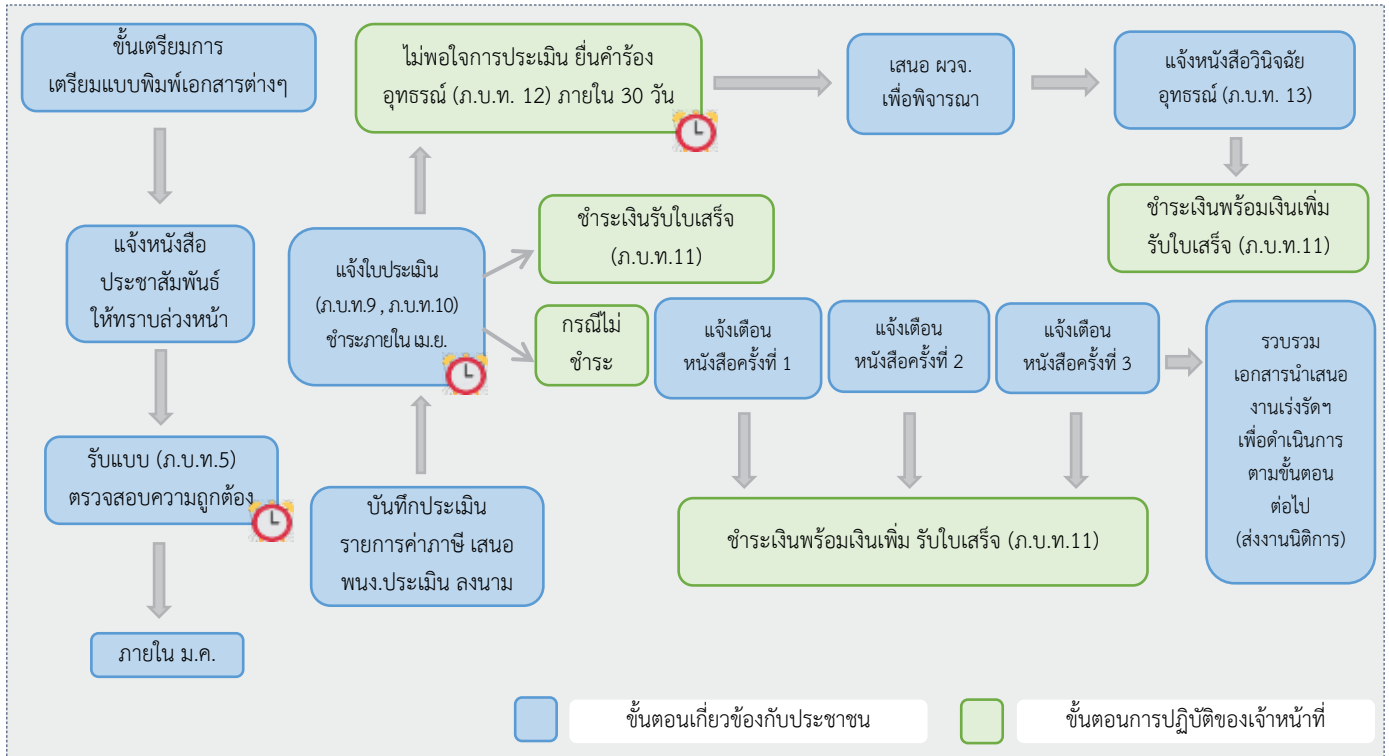 ขั้นเตรียมการ
เตรียมแบบพิมพ์เอกสารต่างๆ
แจ้งหนังสือ
ประชาสัมพันธ์
ให้ทราบล่วงหน้า
รับแบบ (ภ.บ.ท.5)
ตรวจสอบความถูกต้อง
ภายใน ม.ค.
บันทึกประเมิน
รายการค่าภาษี เสนอ
พนง.ประเมิน ลงนาม
แจ้งใบประเมิน
(ภ.บ.ท.9 , ภ.บ.ท.10)
ชำระภายใน เม.ย.
ไม่พอใจการประเมิน ยื่นคำร้อง
อุทธรณ์ (ภ.บ.ท. 12) ภายใน 30 วัน
เสนอ ผวจ.
เพื่อพิจารณา
แจ้งหนังสือวินิจฉัย
อุทธรณ์ (ภ.บ.ท. 13)
ชำระเงินพร้อมเงินเพิ่ม
รับใบเสร็จ (ภ.บ.ท.11)
ชำระเงินรับใบเสร็จ
(ภ.บ.ท.11)
กรณีไม่
ชำระ
แจ้งเตือน
หนังสือครั้งที่ 1
แจ้งเตือน
หนังสือครั้งที่ 2
แจ้งเตือน
หนังสือครั้งที่ 3
รวบรวม
เอกสารนำเสนอ
งานเร่งรัดฯ
เพื่อดำเนินการ
ตามขั้นตอน
ต่อไป
(ส่งงานนิติการ)
ชำระเงินพร้อมเงินเพิ่ม รับใบเสร็จ (ภ.บ.ท.11)
ขั้นตอนเกี่ยวข้องกับประชาชน
ขั้นตอนการปฏิบัติของเจ้าหน้าที่